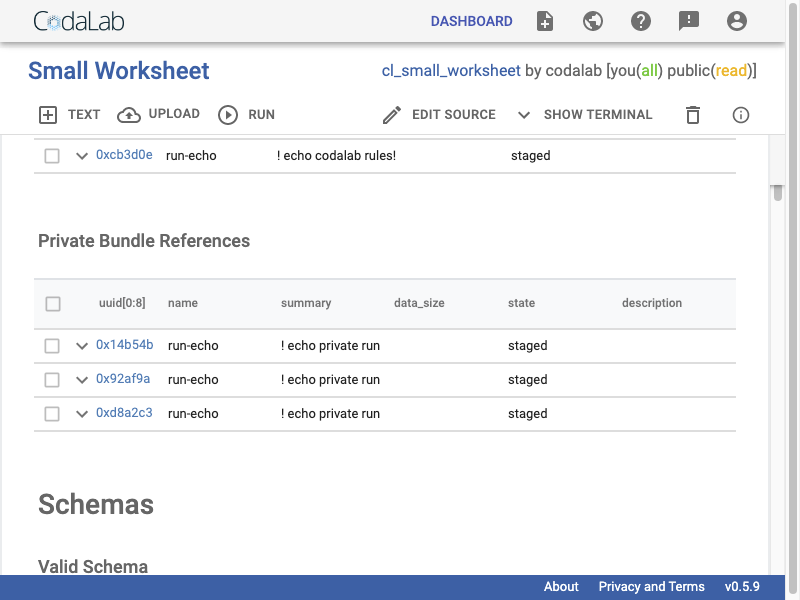 CodaLab DASHBOARD
Small Worksheet cl_small_worksheet by codalab [you(all) public(read)]
TEXT UPLOAD RUN EDIT SOURCE SHOW TERMINAL
0xcb3d0e run-echo ! echo codalab rules! staged
Private Bundle References
uuid[0:8] name summary data_size state description
0x14b54b run-echo ! echo private run staged
0x92af9a run-echo ! echo private run staged
0xd8a2c3 run-echo ! echo private run staged
Schemas
Valid Schema
About Privacy and Terms v0.5.9